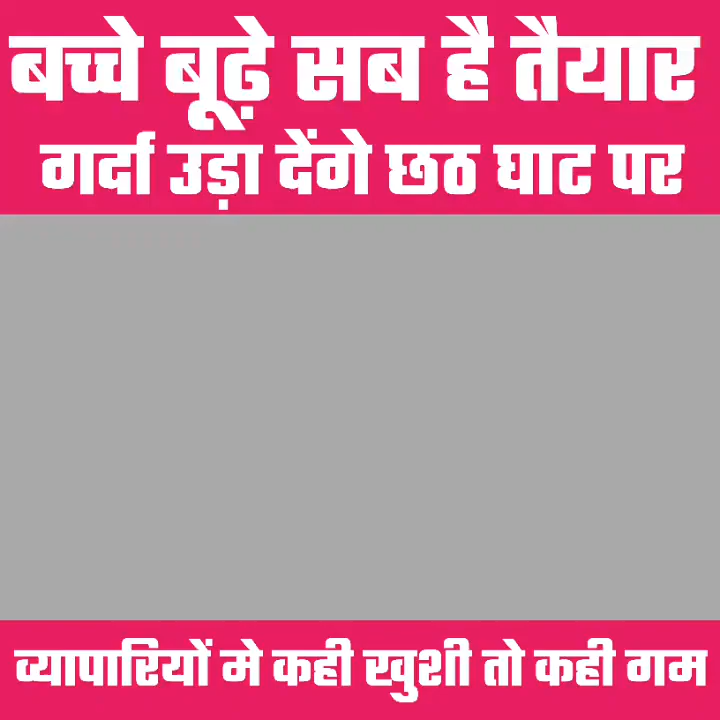 बच्चे बूढ़े सब है तैयार
गर्दा उड़ा देंगे छठ घाट पर
व्यापारियों मे कही खुशी तो कही गम